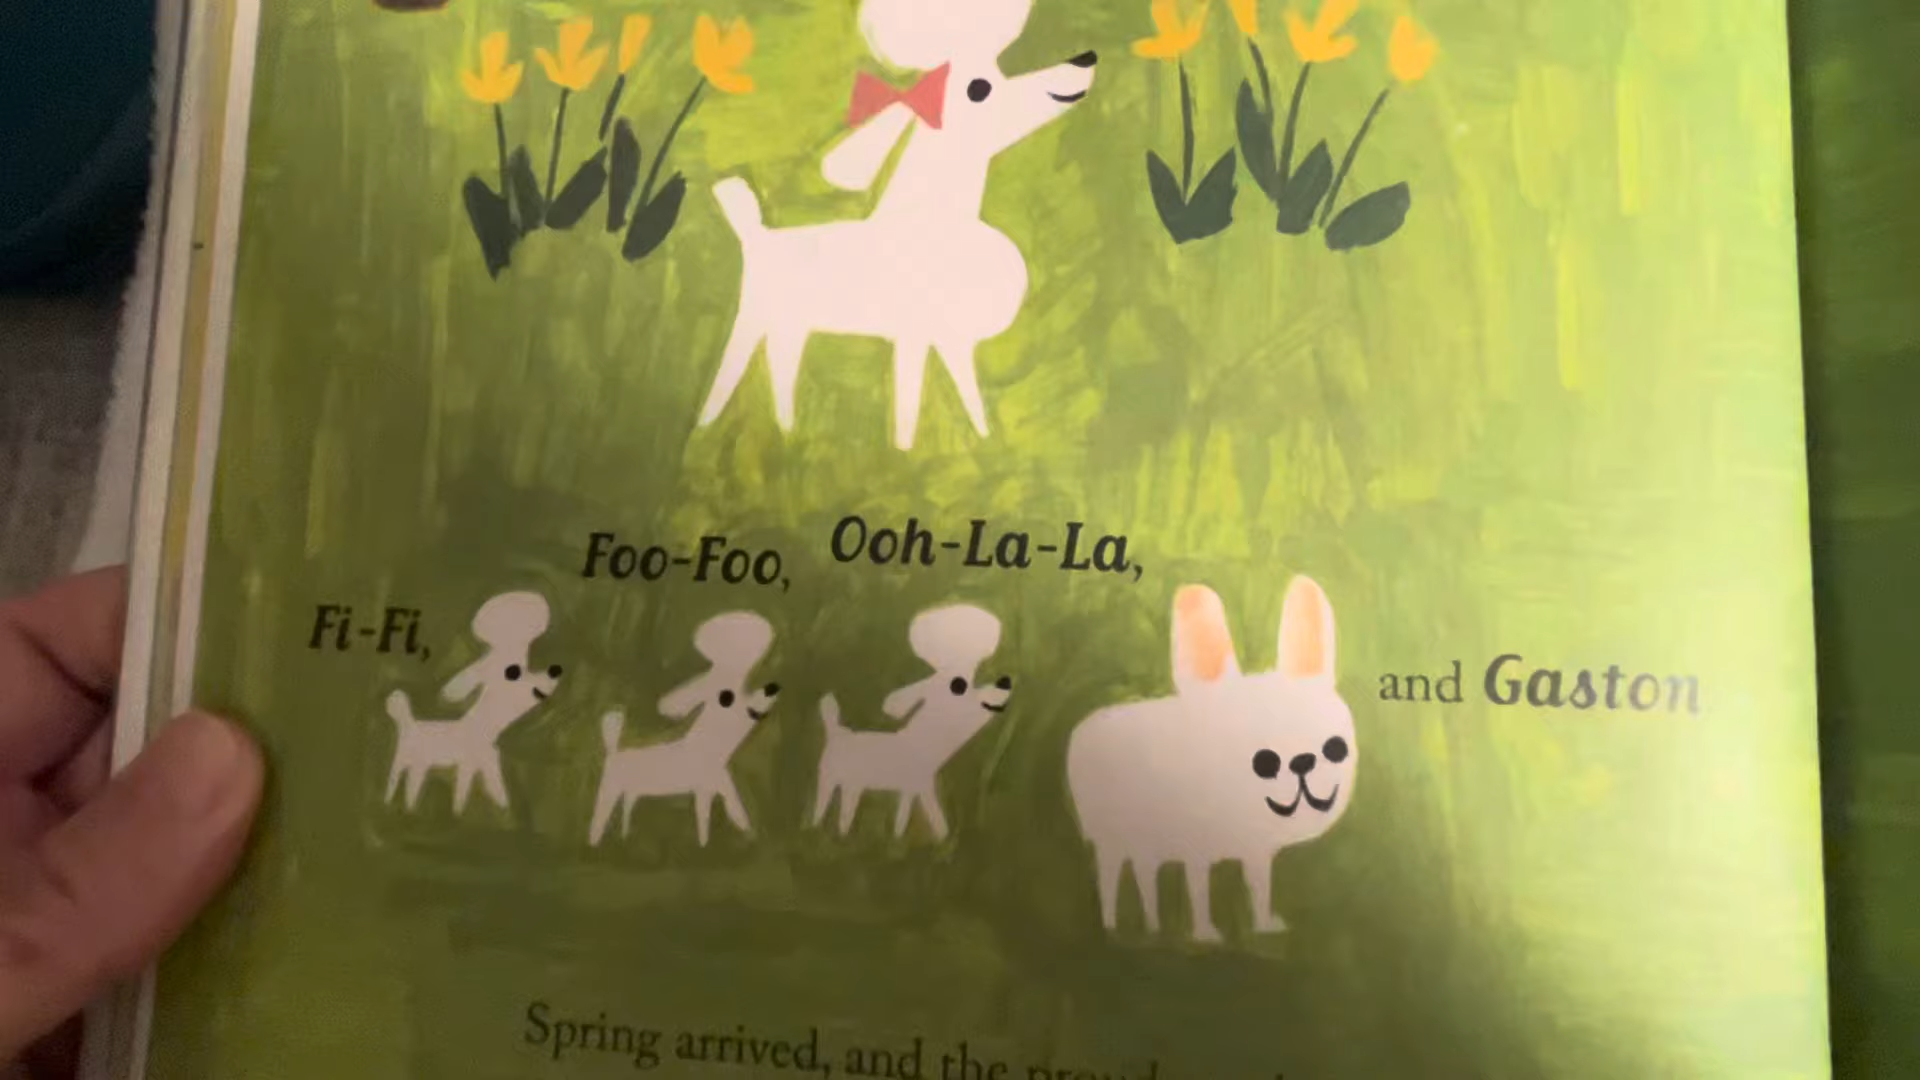 Fi-Fi, Foo-Foo, Ooh-La-La,
and Gaston
Spring arrived, and the